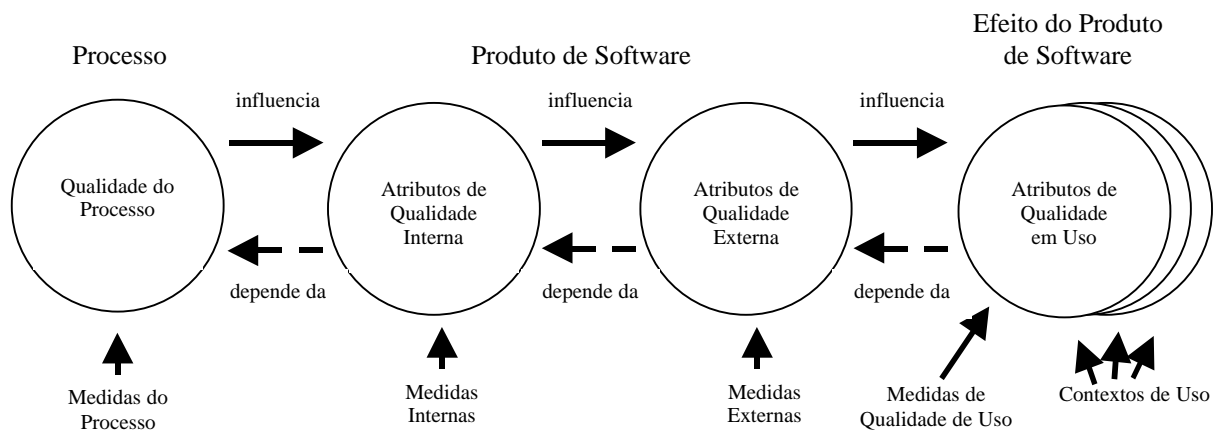 Processo
Produto de Software
Efeito do Produto
de Software
influencia
influencia
influencia
Qualidade do
Processo
Atributos de
Qualidade
Interna
Atributos de
Qualidade
Externa
Atributos de
Qualidade
em Uso
depende da
depende da
depende da
Medidas do
Processo
Medidas
Internas
Medidas
Externas
Medidas de
Qualidade de Uso
Contextos de Uso